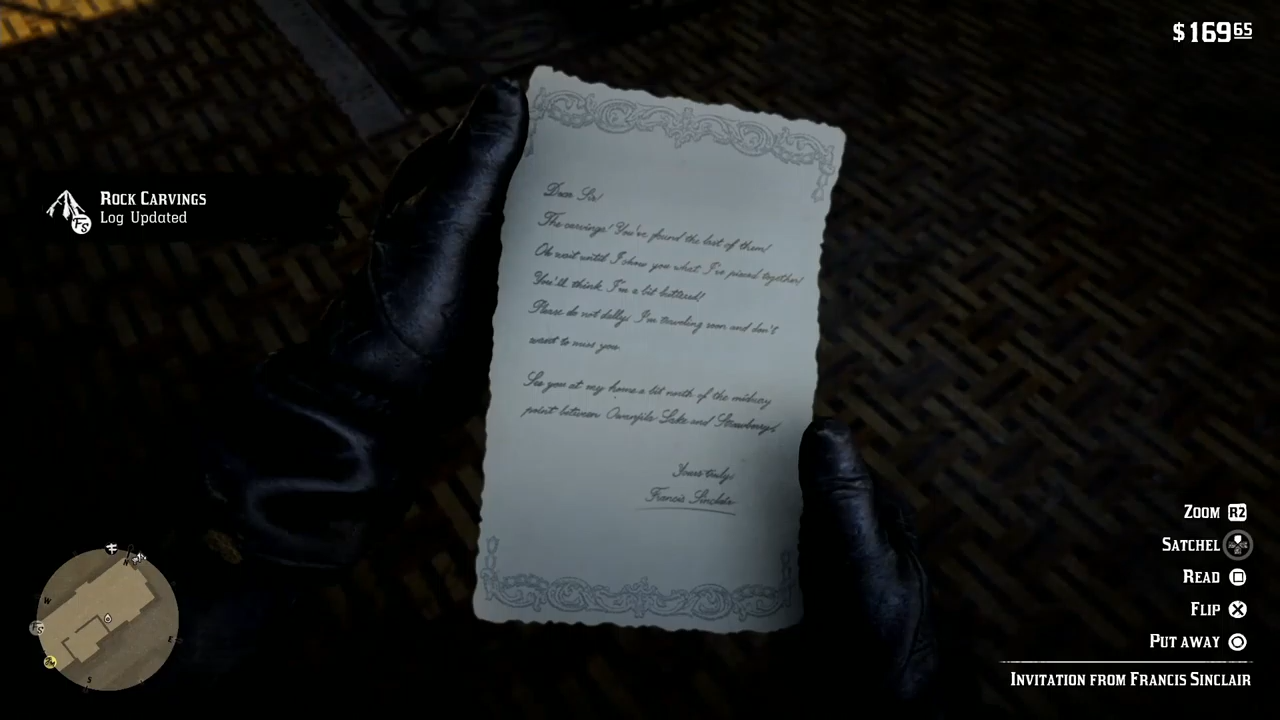 $ 169 65
ROCK CARVINGS
Log Updated
Dear Sir!
The carvings! You've found the last of them!
Oh wait until I show you what I've pieced together!
You'll think I'm a bit buttered!
Please do not dally! I'm traveling soon and don't
want to miss you.
See you at my home a bit north of the midway
point between Owanjila Lake and Strawberry!
Yours truly,
Francis Sinclair
ZOOM R2
SATCHEL
READ
FLIP
PUT AWAY
INVITATION FROM FRANCIS SINCLAIR
FS
W
N
E
S